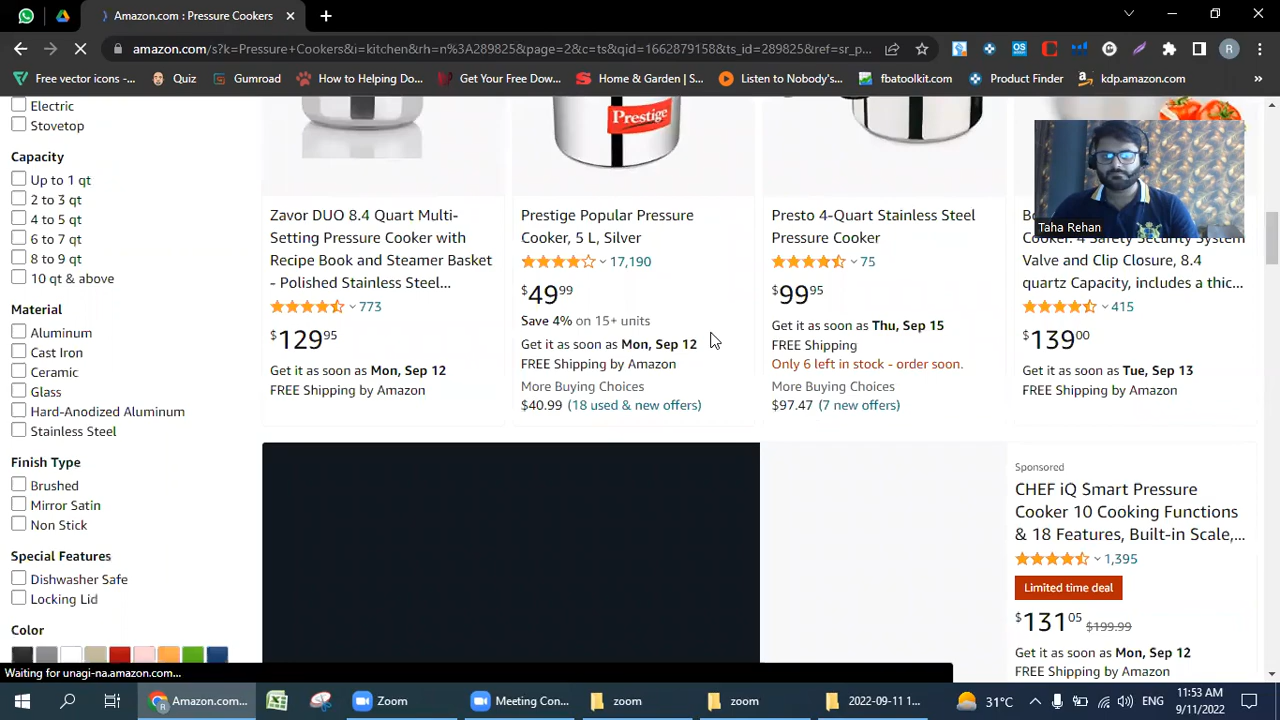 Amazon.com : Pressure Cookers
amazon.com/s?k=Pressure+Cookers&i=kitchen&rh=n%3A289825&page=2&c=ts&qid=1662879158&ts_id=289825&ref=sr_p...
R
Free vector icons -...
Quiz
Gumroad
How to Helping Do...
Get Your Free Dow...
Home & Garden | S...
Listen to Nobody's...
fbatoolkit.com
Product Finder
kdp.amazon.com
Electric
Stovetop
Capacity
Up to 1 qt
2 to 3 qt
4 to 5 qt
6 to 7 qt
8 to 9 qt
10 qt & above
Material
Aluminum
Cast Iron
Ceramic
Glass
Hard-Anodized Aluminum
Stainless Steel
Finish Type
Brushed
Mirror Satin
Non Stick
Special Features
Dishwasher Safe
Locking Lid
Color
Zavor DUO 8.4 Quart Multi-
Setting Pressure Cooker with
Recipe Book and Steamer Basket
- Polished Stainless Steel...
773
$129 95
Get it as soon as Mon, Sep 12
FREE Shipping by Amazon
Prestige
Prestige Popular Pressure
Cooker, 5 L, Silver
17,190
$49 99
Save 4% on 15+ units
Get it as soon as Mon, Sep 12
FREE Shipping by Amazon
More Buying Choices
$40.99 (18 used & new offers)
Presto 4-Quart Stainless Steel
Pressure Cooker
75
$99 95
Get it as soon as Thu, Sep 15
FREE Shipping
Only 6 left in stock - order soon.
More Buying Choices
$97.47 (7 new offers)
Taha Rehan
Cooker. 4 Safety Security System
Valve and Clip Closure, 8.4
quartz Capacity, includes a thic...
415
$139 00
Get it as soon as Tue, Sep 13
FREE Shipping by Amazon
Sponsored
CHEF iQ Smart Pressure
Cooker 10 Cooking Functions
& 18 Features, Built-in Scale,...
1,395
Limited time deal
$131 05 $199.99
Get it as soon as Mon, Sep 12
FREE Shipping by Amazon
Waiting for unagi-na.amazon.com...
Amazon.com...
Zoom
Meeting Con...
zoom
zoom
2022-09-11 1...
31°C
ENG
11:53 AM
9/11/2022